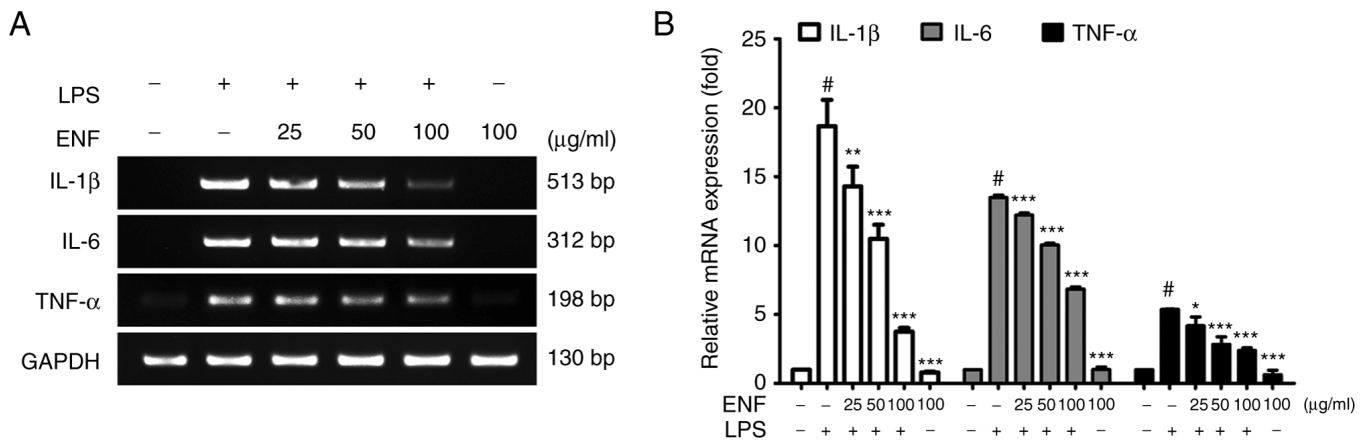 A
LPS – + + + + –
ENF – – 25 50 100 100 (μg/ml)
IL-1β 513 bp
IL-6 312 bp
TNF-α 198 bp
GAPDH 130 bp
B
IL-1β IL-6 TNF-α
Relative mRNA expression (fold)
25
20
15
10
5
0
# ** *** *** ***
# *** *** *** ***
# * *** *** ***
ENF – – 25 50 100 100 – – 25 50 100 100 – – 25 50 100 100 (μg/ml)
LPS – + + + + – – + + + + – – + + + + –